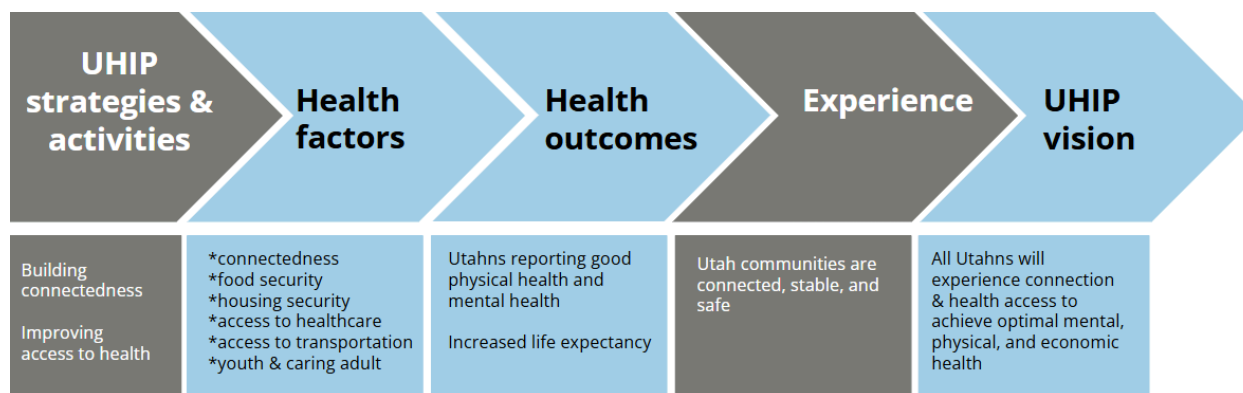 UHIP
strategies &
activities
Health
factors
Health
outcomes
Experience
UHIP
vision
Building
connectedness
Improving
access to health
*connectedness
*food security
*housing security
*access to healthcare
*access to transportation
*youth & caring adult
Utahns reporting good
physical health and
mental health
Increased life expectancy
Utah communities are
connected, stable, and
safe
All Utahns will
experience connection
& health access to
achieve optimal mental,
physical, and economic
health